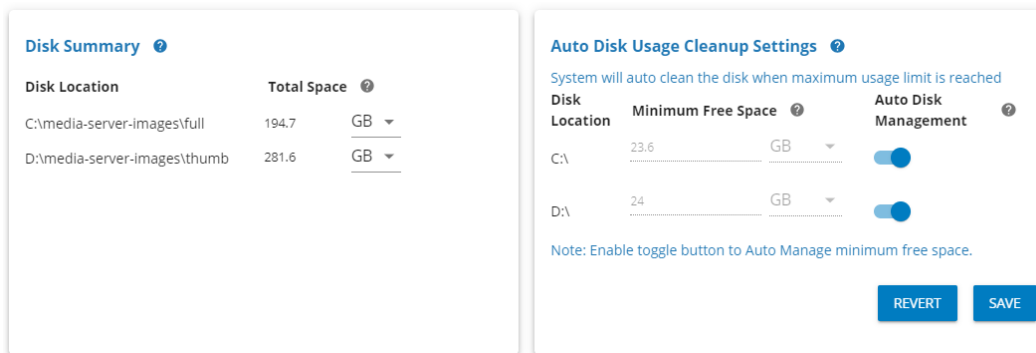 Disk Summary ?
Disk Location Total Space ?
C:\media-server-images\full 194.7 GB
D:\media-server-images\thumb 281.6 GB
Auto Disk Usage Cleanup Settings ?
System will auto clean the disk when maximum usage limit is reached
Disk Location Minimum Free Space ? Auto Disk Management ?
C:\ 23.6 GB
D:\ 24 GB
Note: Enable toggle button to Auto Manage minimum free space.
REVERT SAVE